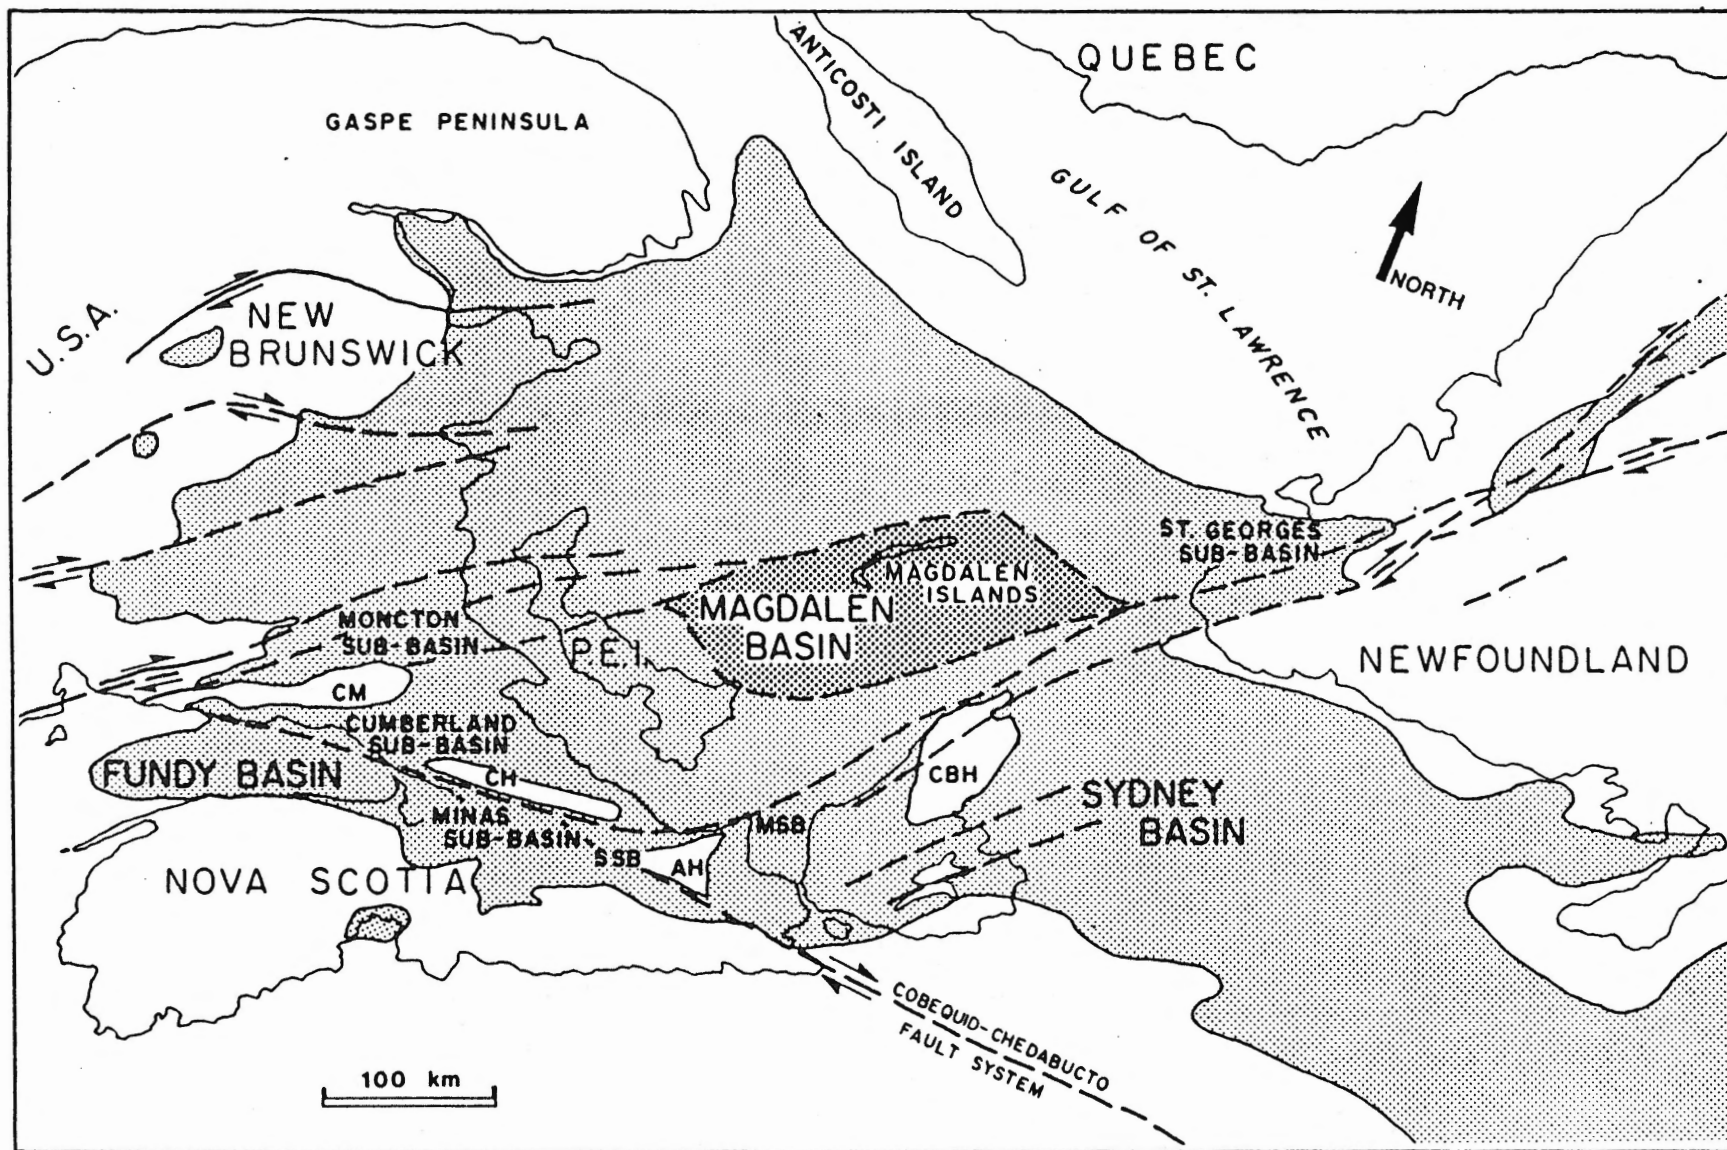 QUEBEC
ANTICOSTI ISLAND
GASPE PENINSULA
GULF OF ST. LAWRENCE
NORTH
U.S.A.
NEW
BRUNSWICK
ST. GEORGES
SUB-BASIN
MAGDALEN
ISLANDS
MAGDALEN
BASIN
MONCTON
SUB-BASIN
P.E.I.
NEWFOUNDLAND
CM
CUMBERLAND
SUB-BASIN
FUNDY BASIN
CH
CBH
SYDNEY
BASIN
MINAS
SUB-BASIN
MSB
SSB
AH
NOVA SCOTIA
COBEQUID-CHEDABUCTO
FAULT SYSTEM
100 km